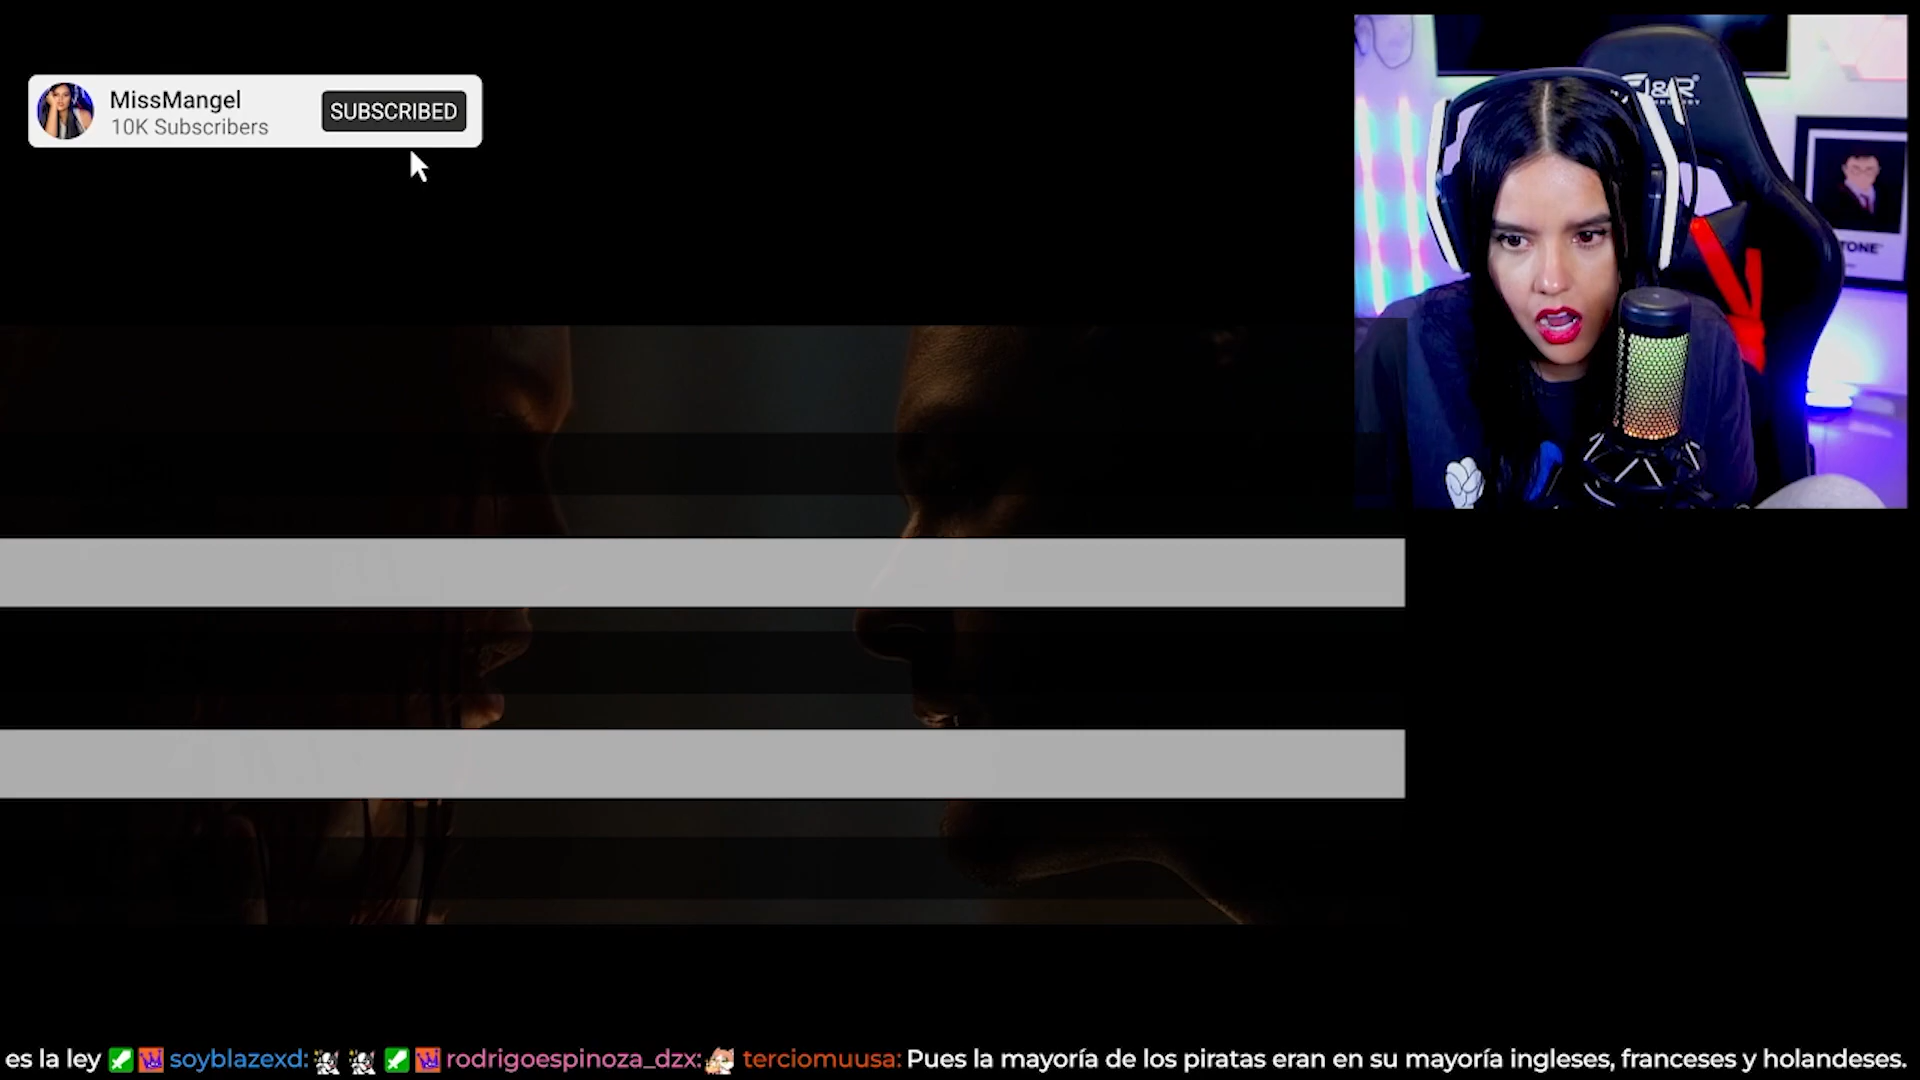 MissMangel
10K Subscribers
SUBSCRIBED
TONE
es la ley soyblazexd: rodrigoespinoza_dzx: terciomuusa: Pues la mayoría de los piratas eran en su mayoría ingleses, franceses y holandeses.